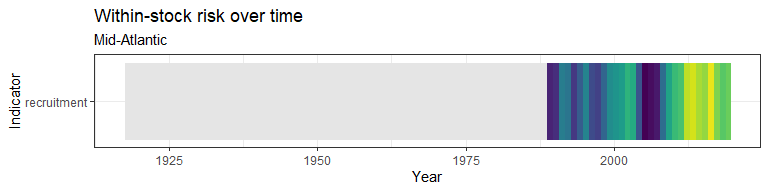 Within-stock risk over time
Mid-Atlantic
Indicator
recruitment
1925 1950 1975 2000
Year